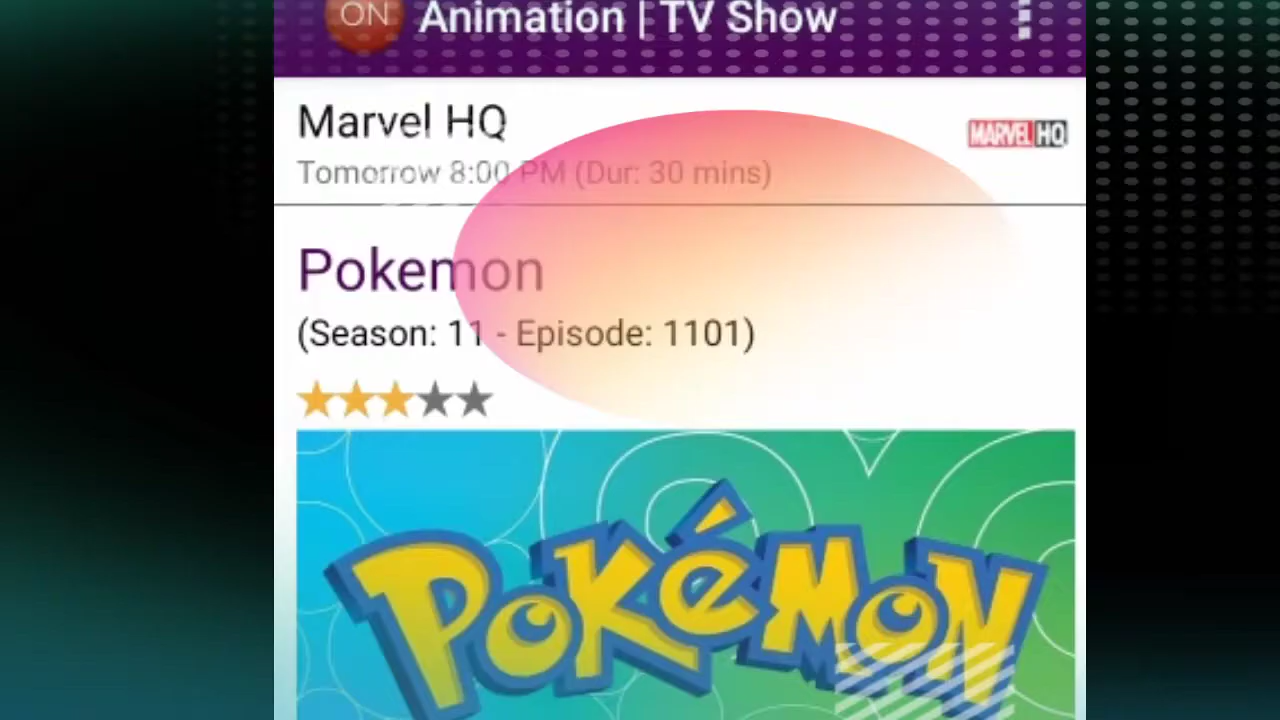 ON
Animation | TV Show
Marvel HQ
MARVEL HQ
Tomorrow 8:00 PM (Dur: 30 mins)
Pokemon
(Season: 11 - Episode: 1101)
POKéMON